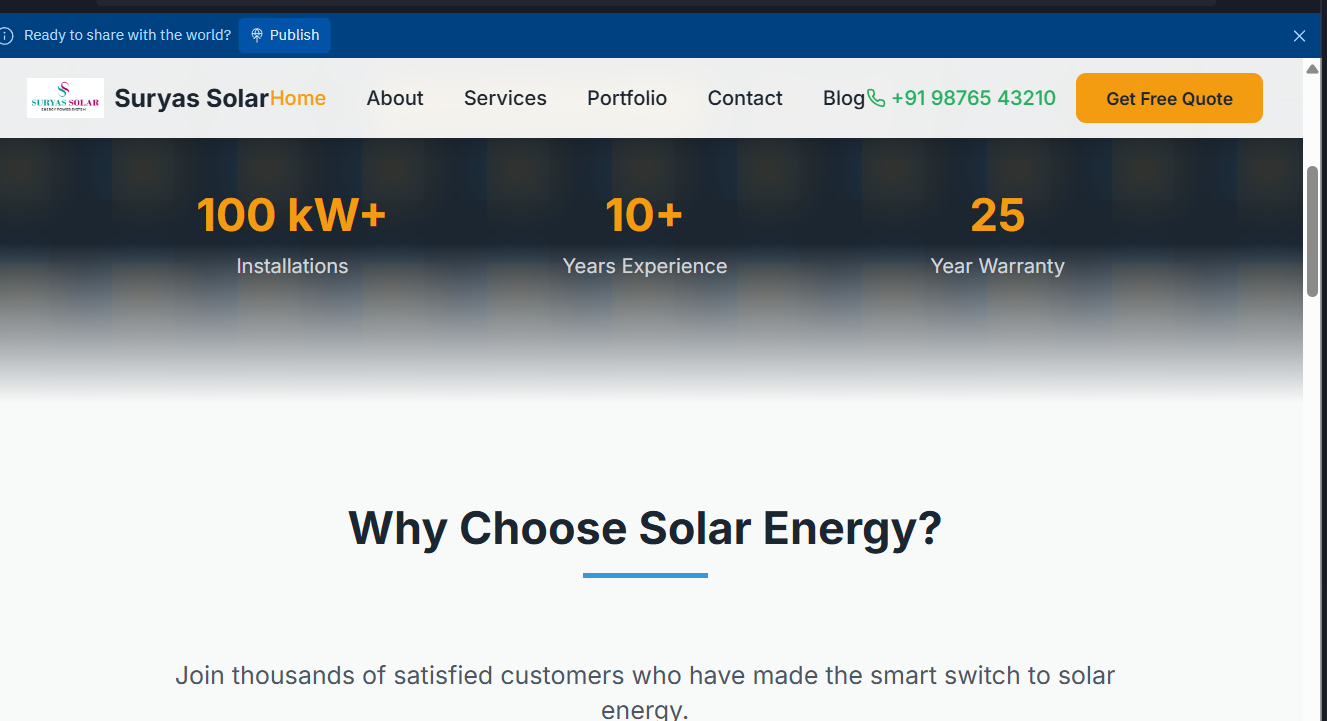 Ready to share with the world? Publish
SURYAS SOLAR
ENERGY POWER SYSTEM
Suryas Solar Home About Services Portfolio Contact Blog +91 98765 43210 Get Free Quote
100 kW+ 10+ 25
Installations Years Experience Year Warranty
Why Choose Solar Energy?
Join thousands of satisfied customers who have made the smart switch to solar
energy.